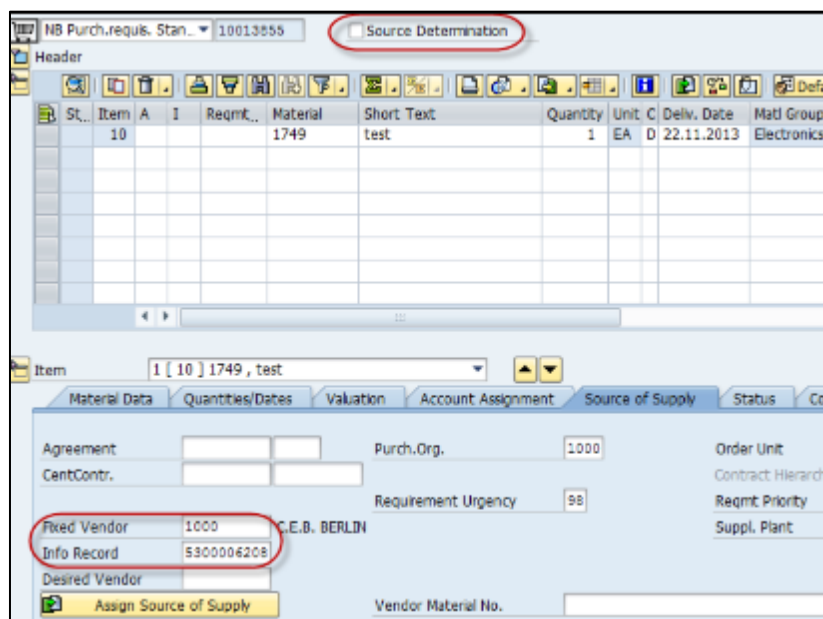 NB Purch.requis. Stan.. 10013855 Source Determination
Header
Defa
St.. Item A I Reqmt.. Material Short Text Quantity Unit C Deliv. Date Matl Group
10 1749 test 1 EA D 22.11.2013 Electronics
Item 1 [ 10 ] 1749 , test
Material Data Quantities/Dates Valuation Account Assignment Source of Supply Status Co
Agreement Purch.Org. 1000 Order Unit
CentContr. Contract Hierarch
Requirement Urgency 98 Reqmt Priority
Fixed Vendor 1000 C.E.B. BERLIN Suppl. Plant
Info Record 5300006208
Desired Vendor
Assign Source of Supply Vendor Material No.